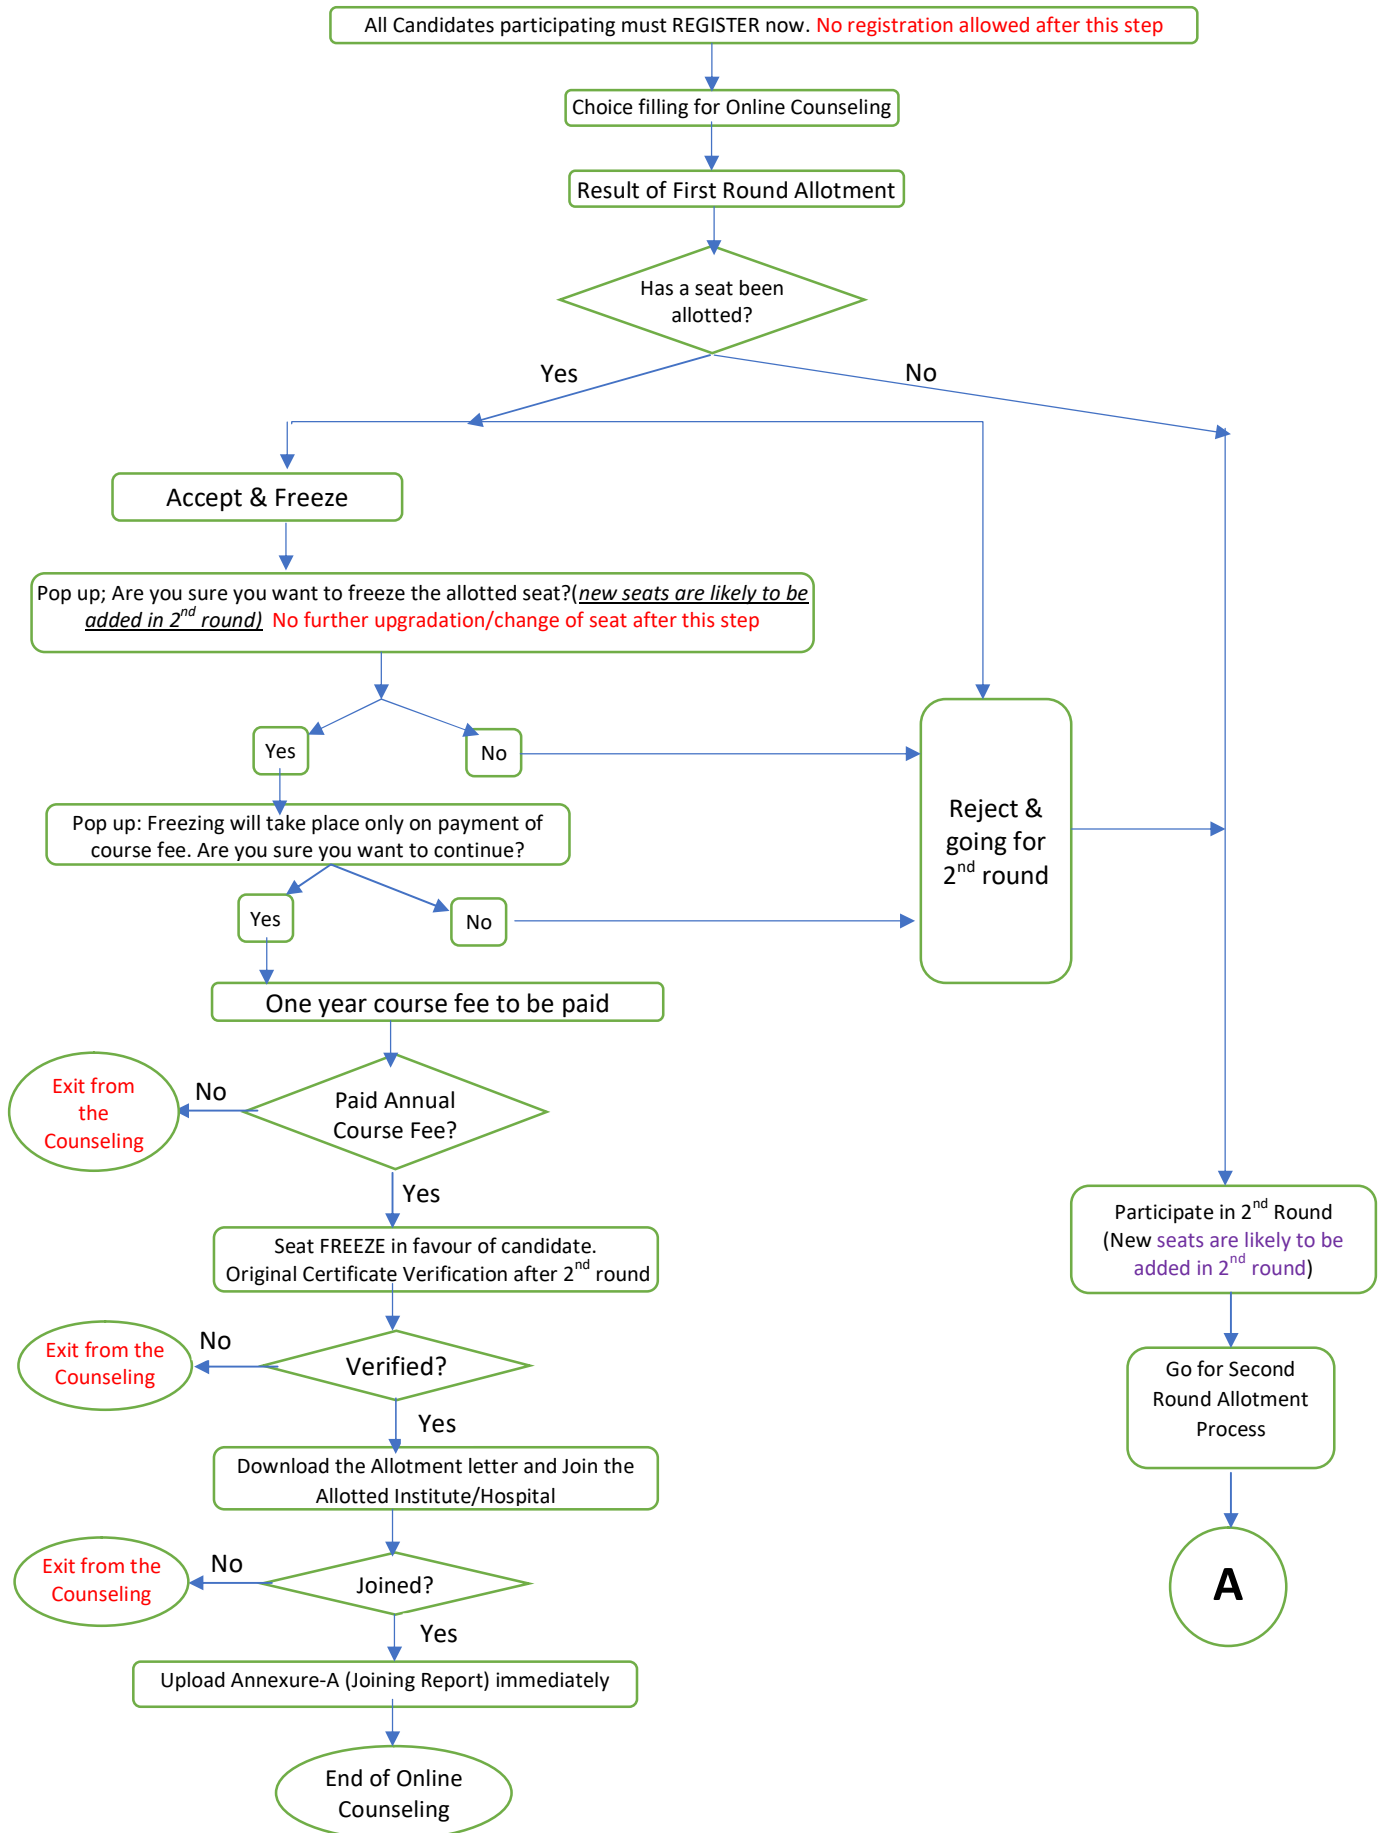 All Candidates participating must REGISTER now. No registration allowed after this step
Choice filling for Online Counseling
Result of First Round Allotment
Has a seat been
allotted?
Yes
No
Accept & Freeze
Pop up; Are you sure you want to freeze the allotted seat?(new seats are likely to be
added in 2nd round) No further upgradation/change of seat after this step
Yes
No
Reject &
going for
2nd round
Pop up: Freezing will take place only on payment of
course fee. Are you sure you want to continue?
Yes
No
One year course fee to be paid
Paid Annual
Course Fee?
No
Exit from
the
Counseling
Yes
Seat FREEZE in favour of candidate.
Original Certificate Verification after 2nd round
Participate in 2nd Round
(New seats are likely to be
added in 2nd round)
Verified?
No
Exit from the
Counseling
Go for Second
Round Allotment
Process
Yes
Download the Allotment letter and Join the
Allotted Institute/Hospital
Joined?
No
Exit from the
Counseling
A
Yes
Upload Annexure-A (Joining Report) immediately
End of Online
Counseling